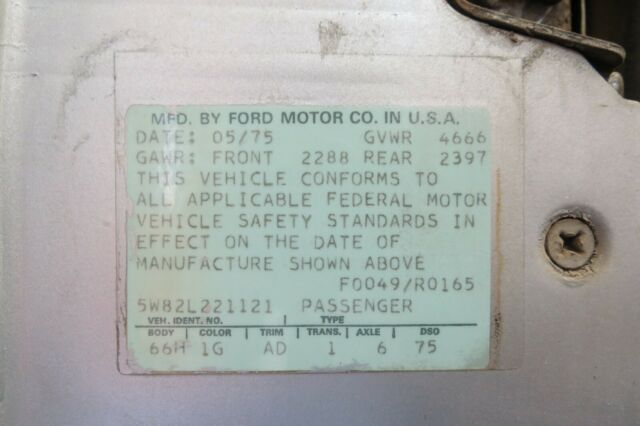 MFD. BY FORD MOTOR CO. IN U.S.A.
DATE: 05/75 GVWR 4666
GAWR: FRONT 2288 REAR 2397
THIS VEHICLE CONFORMS TO
ALL APPLICABLE FEDERAL MOTOR
VEHICLE SAFETY STANDARDS IN
EFFECT ON THE DATE OF
MANUFACTURE SHOWN ABOVE
F0049/R0165
5W82L221121 PASSENGER
VEH. IDENT. NO. TYPE
BODY COLOR TRIM TRANS. AXLE DSO
66H 1G AD 1 6 75